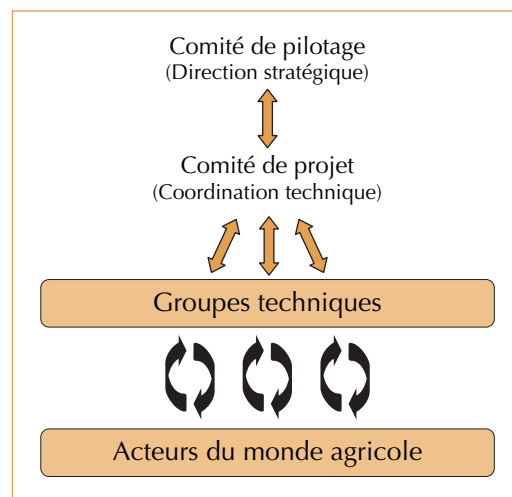 Comité de pilotage
(Direction stratégique)
Comité de projet
(Coordination technique)
Groupes techniques
Acteurs du monde agricole